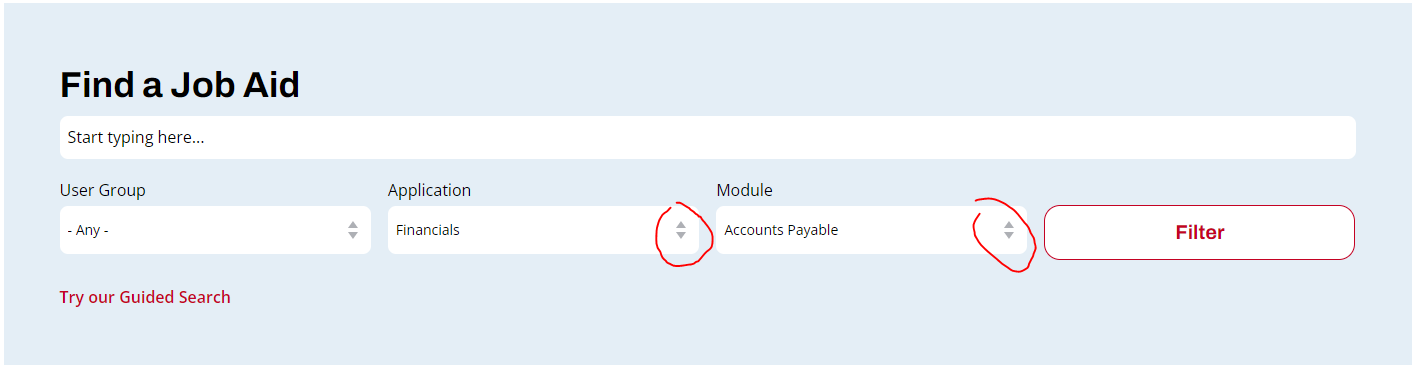 Find a Job Aid
Start typing here...
User Group Application Module
- Any - Financials Accounts Payable Filter
Try our Guided Search